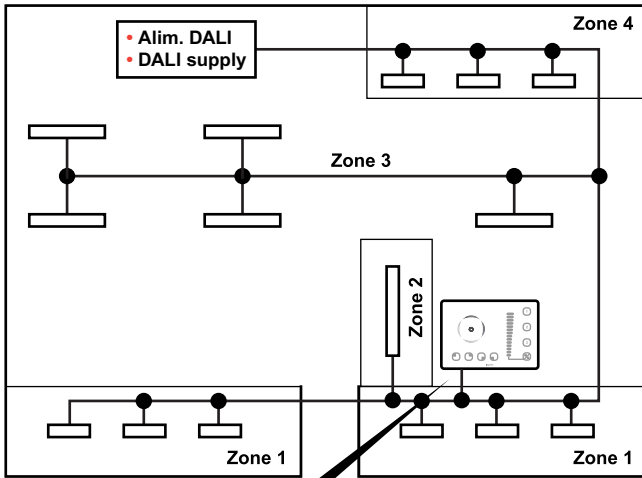 Zone 4
• Alim. DALI
• DALI supply
Zone 3
Zone 2
Zone 1
Zone 1